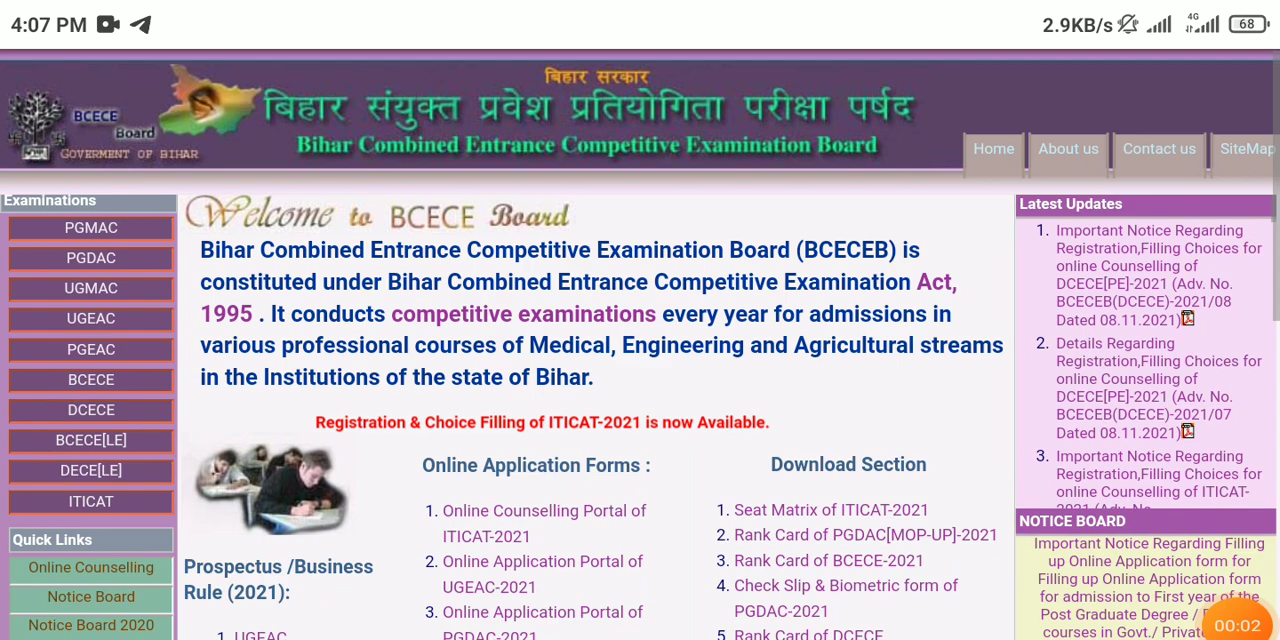 4:07 PM
2.9KB/s
4G
68
बिहार सरकार
बिहार संयुक्त प्रवेश प्रतियोगिता परीक्षा पर्षद
Bihar Combined Entrance Competitive Examination Board
BCECE
Board
GOVERMENT OF BIHAR
Home
About us
Contact us
SiteMap
Examinations
PGMAC
PGDAC
UGMAC
UGEAC
PGEAC
BCECE
DCECE
BCECE[LE]
DECE[LE]
ITICAT
Quick Links
Online Counselling
Notice Board
Notice Board 2020
Welcome to BCECE Board
Bihar Combined Entrance Competitive Examination Board (BCECEB) is
constituted under Bihar Combined Entrance Competitive Examination Act,
1995 . It conducts competitive examinations every year for admissions in
various professional courses of Medical, Engineering and Agricultural streams
in the Institutions of the state of Bihar.
Registration & Choice Filling of ITICAT-2021 is now Available.
Prospectus /Business
Rule (2021):
1. UGEAC
Online Application Forms :
1. Online Counselling Portal of
ITICAT-2021
2. Online Application Portal of
UGEAC-2021
3. Online Application Portal of
PGDAC-2021
Download Section
1. Seat Matrix of ITICAT-2021
2. Rank Card of PGDAC[MOP-UP]-2021
3. Rank Card of BCECE-2021
4. Check Slip & Biometric form of
PGDAC-2021
5. Rank Card of DCECE
Latest Updates
1. Important Notice Regarding
Registration,Filling Choices for
online Counselling of
DCECE[PE]-2021 (Adv. No.
BCECEB(DCECE)-2021/08
Dated 08.11.2021)
2. Details Regarding
Registration,Filling Choices for
online Counselling of
DCECE[PE]-2021 (Adv. No.
BCECEB(DCECE)-2021/07
Dated 08.11.2021)
3. Important Notice Regarding
Registration,Filling Choices for
online Counselling of ITICAT-
2021 (Adv. No.
NOTICE BOARD
Important Notice Regarding Filling
up Online Application form for
Filling up Online Application form
for admission to First year of the
Post Graduate Degree /
courses in Govt./
00:02